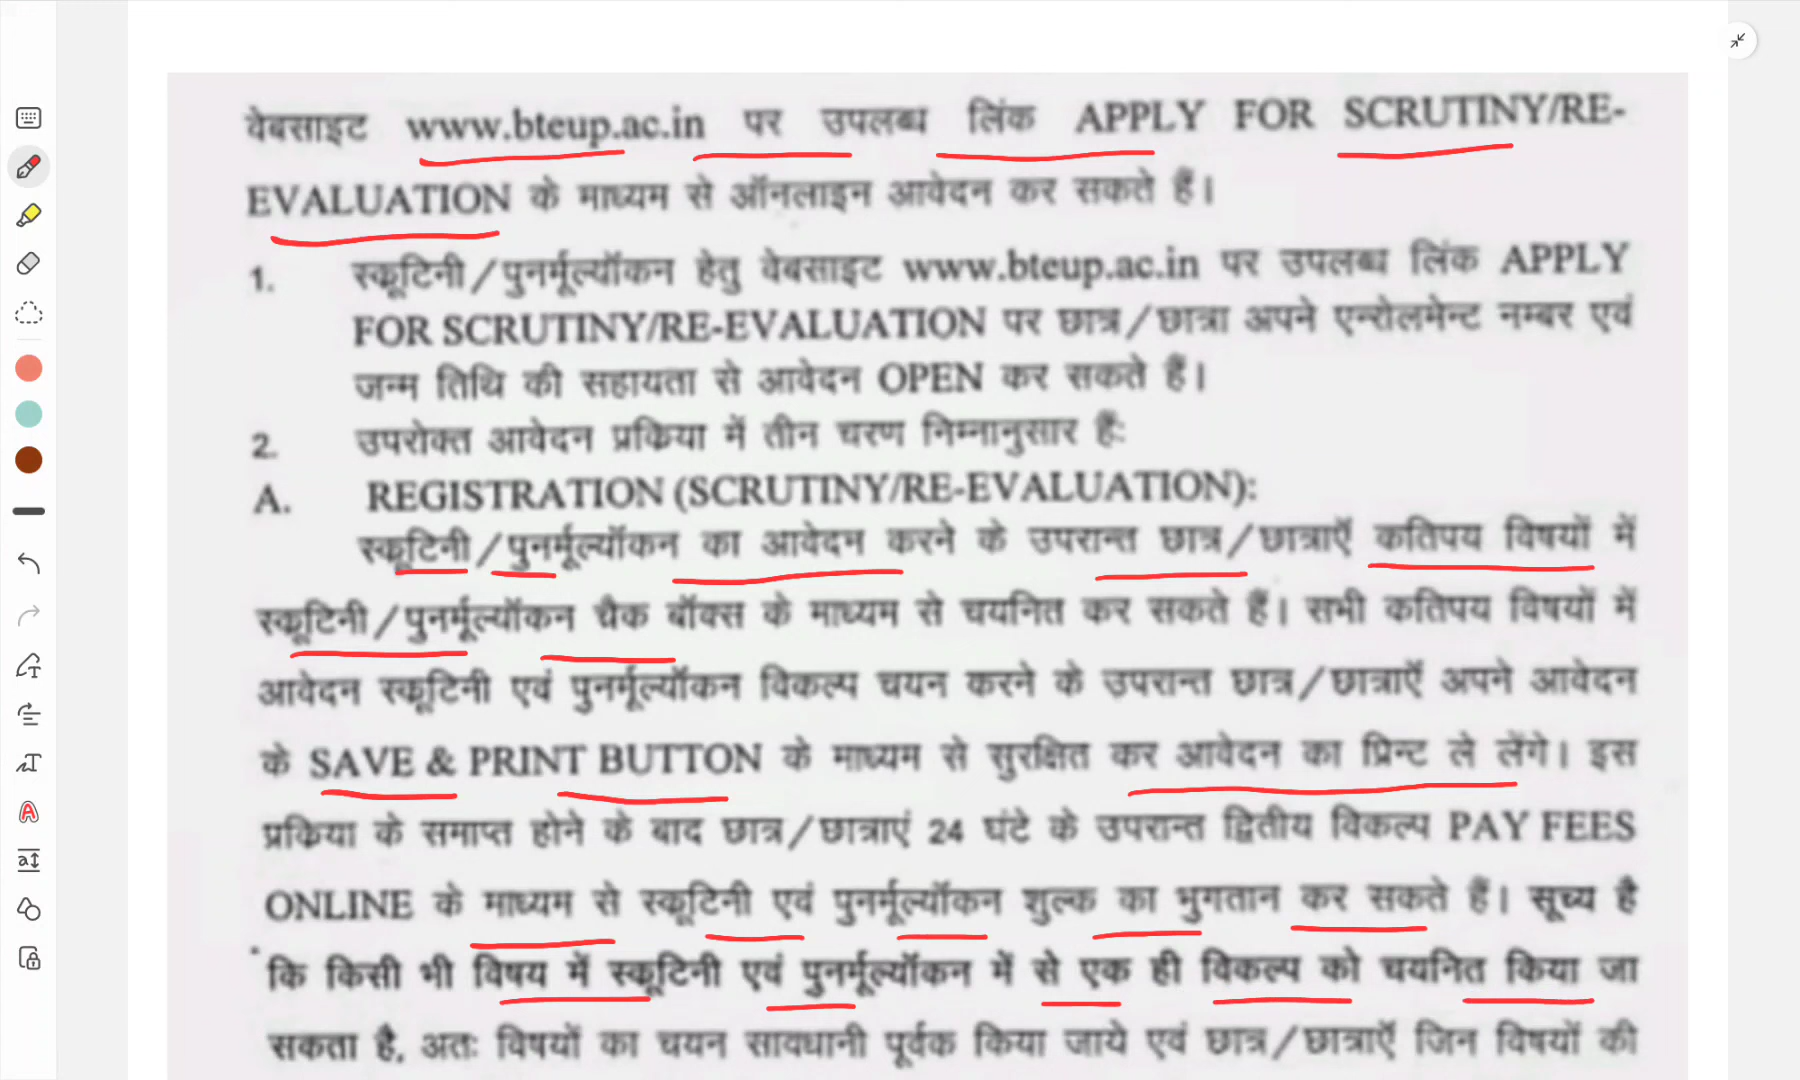 वेबसाइट www.bteup.ac.in पर उपलब्ध लिंक APPLY FOR SCRUTINY/RE-
EVALUATION के माध्यम से ऑनलाइन आवेदन कर सकते हैं।
1. स्क्रूटिनी/पुनर्मूल्यॉकन हेतु वेबसाइट www.bteup.ac.in पर उपलब्ध लिंक APPLY
FOR SCRUTINY/RE-EVALUATION पर छात्र/छात्रा अपने एन्रोलमेन्ट नम्बर एवं
जन्म तिथि की सहायता से आवेदन OPEN कर सकते हैं।
2. उपरोक्त आवेदन प्रक्रिया में तीन चरण निम्नानुसार हैंः
A. REGISTRATION (SCRUTINY/RE-EVALUATION):
स्क्रूटिनी/पुनर्मूल्यॉकन का आवेदन करने के उपरान्त छात्र/छात्राऍ कतिपय विषयों में
स्क्रूटिनी/पुनर्मूल्यॉकन चैक बॉक्स के माध्यम से चयनित कर सकते हैं। सभी कतिपय विषयों में
आवेदन स्क्रूटिनी एवं पुनर्मूल्यॉकन विकल्प चयन करने के उपरान्त छात्र/छात्राऍ अपने आवेदन
के SAVE & PRINT BUTTON के माध्यम से सुरक्षित कर आवेदन का प्रिन्ट ले लेंगे। इस
प्रक्रिया के समाप्त होने के बाद छात्र/छात्राएं 24 घंटे के उपरान्त द्वितीय विकल्प PAY FEES
ONLINE के माध्यम से स्क्रूटिनी एवं पुनर्मूल्यॉकन शुल्क का भुगतान कर सकते हैं। सूच्य है
कि किसी भी विषय में स्क्रूटिनी एवं पुनर्मूल्यॉकन में से एक ही विकल्प को चयनित किया जा
सकता है, अतः विषयों का चयन सावधानी पूर्वक किया जाये एवं छात्र/छात्राऍ जिन विषयों की